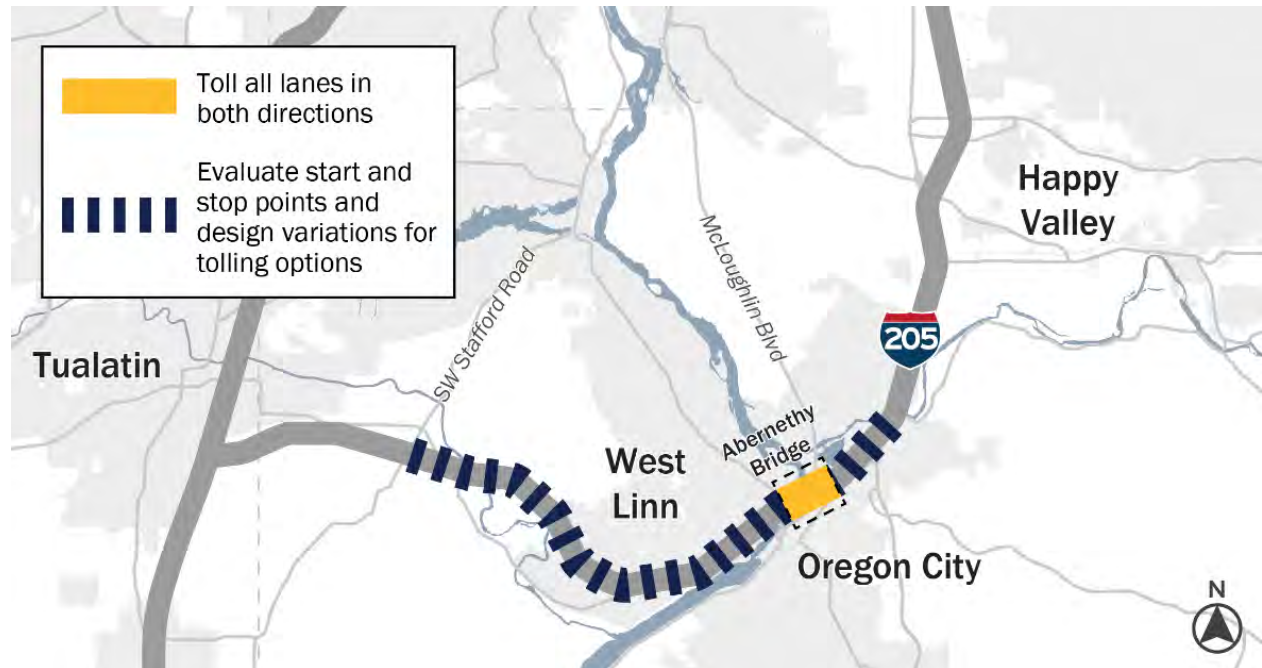 Toll all lanes in
both directions
Evaluate start and
stop points and
design variations for
tolling options
Happy
Valley
McLoughlin Blvd
SW Stafford Road
205
Tualatin
Abernethy
Bridge
West
Linn
Oregon City
N